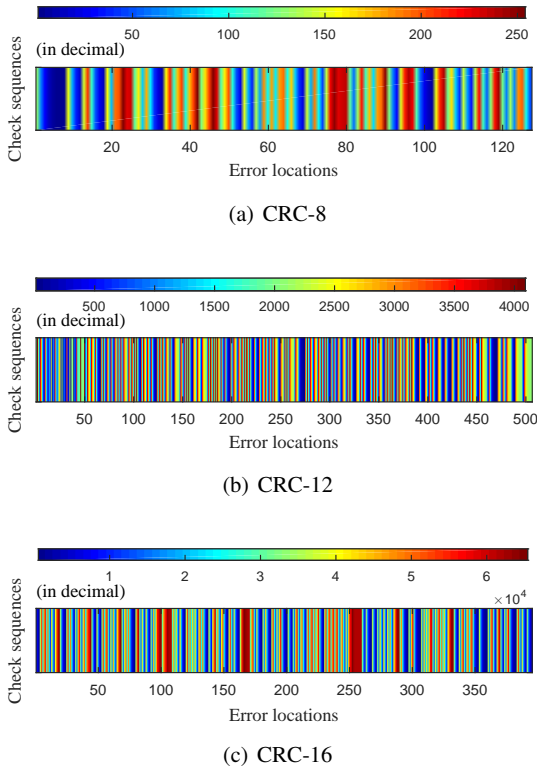 50 100 150 200 250
(in decimal)
Check sequences
20 40 60 80 100 120
Error locations
(a) CRC-8
500 1000 1500 2000 2500 3000 3500 4000
(in decimal)
Check sequences
50 100 150 200 250 300 350 400 450 500
Error locations
(b) CRC-12
1 2 3 4 5 6
×10⁴
(in decimal)
Check sequences
50 100 150 200 250 300 350
Error locations
(c) CRC-16